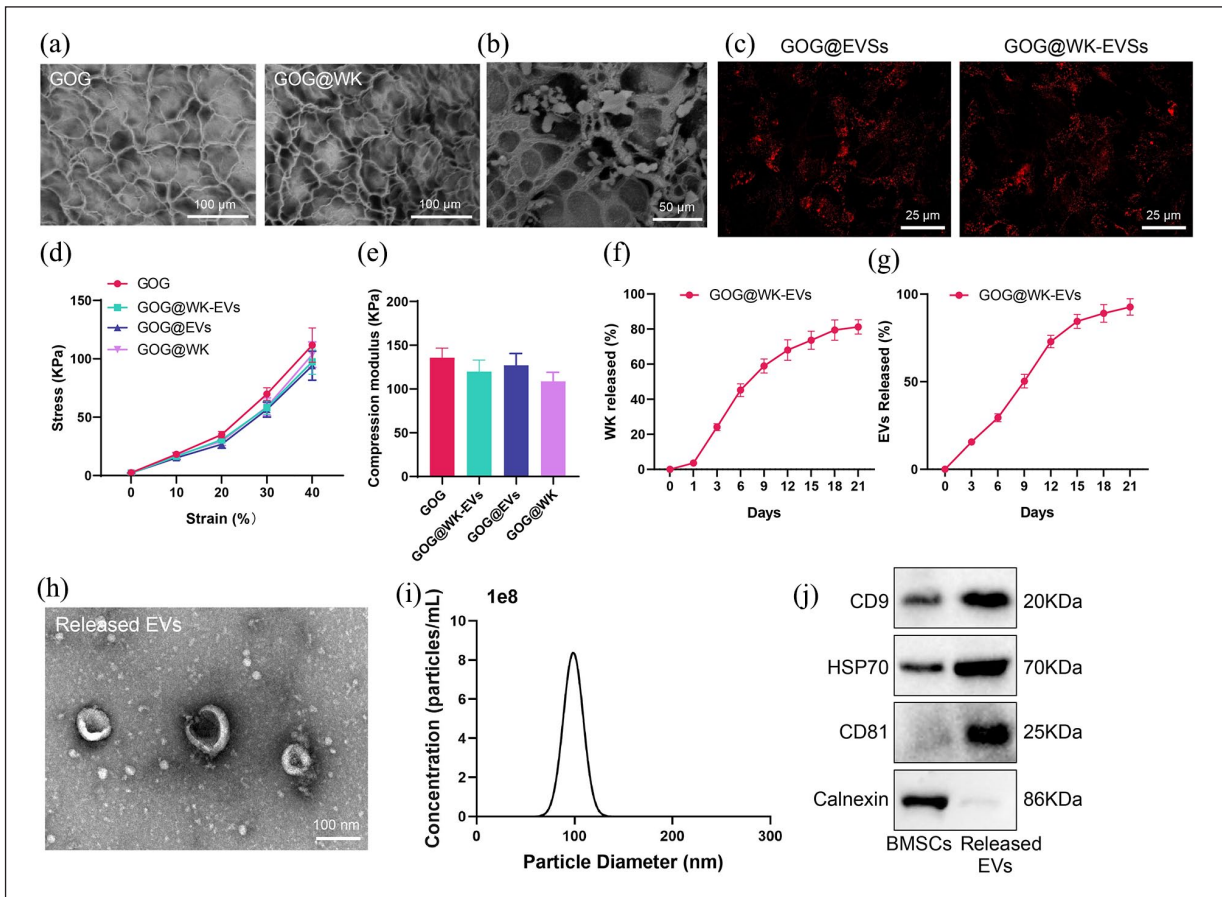 (a)
GOG
100 µm
GOG@WK
100 µm
(b)
50 µm
(c)
GOG@EVSs
25 µm
GOG@WK-EVSs
25 µm
(d)
GOG
GOG@WK-EVs
GOG@EVs
GOG@WK
Stress (KPa)
150
100
50
0
0 10 20 30 40
Strain (%)
(e)
Compression modulus (KPa)
200
150
100
50
0
GOG
GOG@WK-EVs
GOG@EVs
GOG@WK
(f)
GOG@WK-EVs
WK released (%)
100
80
60
40
20
0
0 1 3 6 9 12 15 18 21
Days
(g)
GOG@WK-EVs
EVs Released (%)
100
50
0
0 3 6 9 12 15 18 21
Days
(h)
Released EVs
100 nm
(i)
1e8
Concentration (particles/mL)
10
8
6
4
2
0
0 100 200 300
Particle Diameter (nm)
(j)
CD9 20KDa
HSP70 70KDa
CD81 25KDa
Calnexin 86KDa
BMSCs Released
EVs